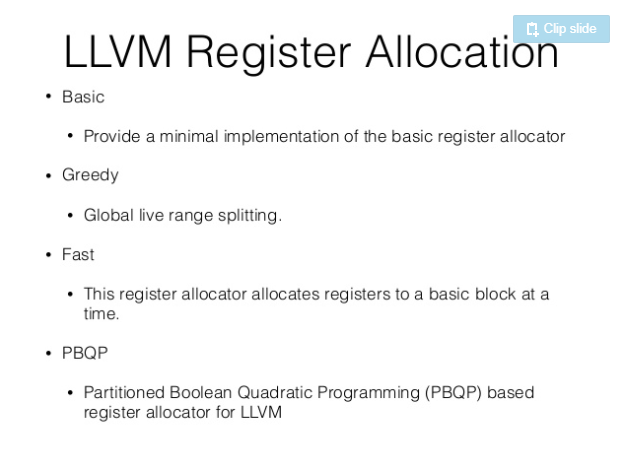 Clip slide
LLVM Register Allocation
• Basic
• Provide a minimal implementation of the basic register allocator
• Greedy
• Global live range splitting.
• Fast
• This register allocator allocates registers to a basic block at a
time.
• PBQP
• Partitioned Boolean Quadratic Programming (PBQP) based
register allocator for LLVM